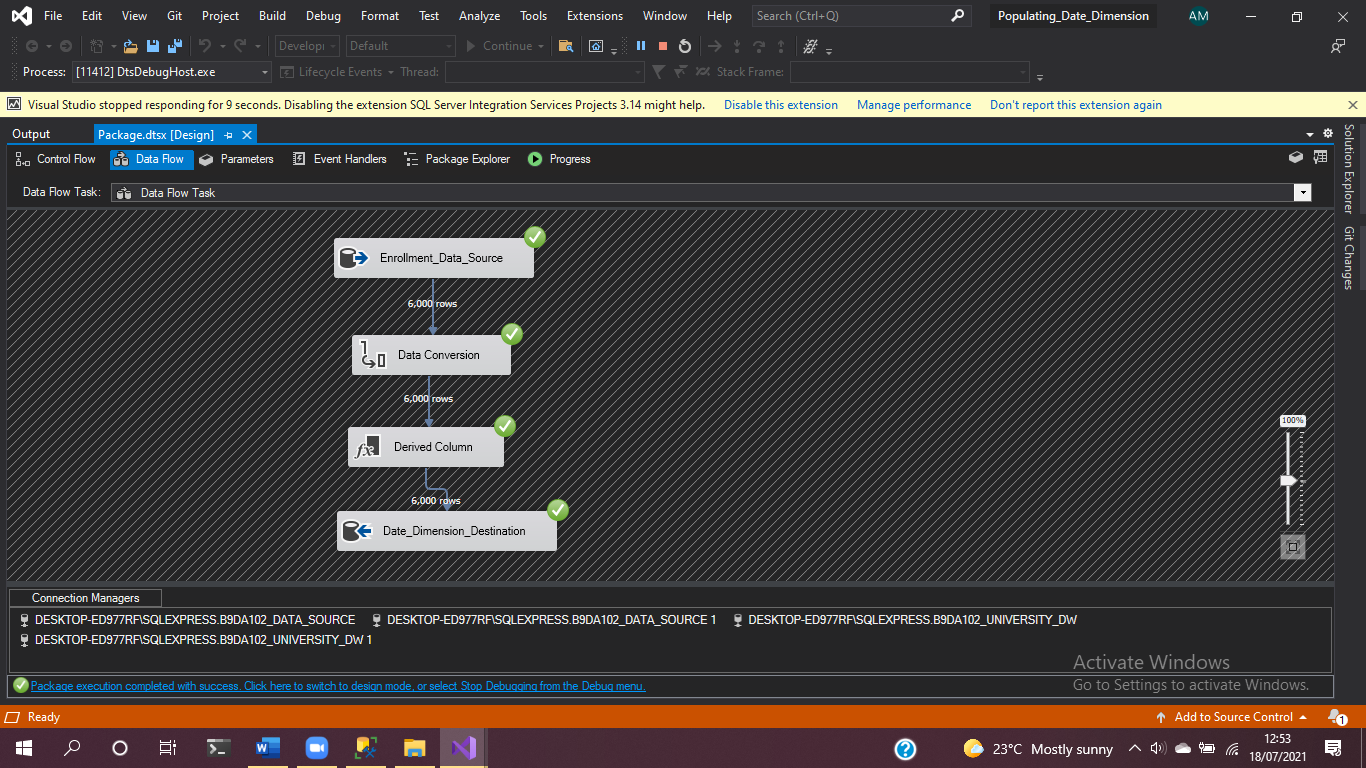 File Edit View Git Project Build Debug Format Test Analyze Tools Extensions Window Help Search (Ctrl+Q) Populating_Date_Dimension AM
Develop Default Continue
Process: [11412] DtsDebugHost.exe Lifecycle Events Thread: Stack Frame:
Visual Studio stopped responding for 9 seconds. Disabling the extension SQL Server Integration Services Projects 3.14 might help. Disable this extension Manage performance Don't report this extension again
Output Package.dtsx [Design]
Control Flow Data Flow Parameters Event Handlers Package Explorer Progress
Data Flow Task: Data Flow Task
Solution Explorer
Git Changes
Enrollment_Data_Source
6,000 rows
Data Conversion
6,000 rows
fx Derived Column
6,000 rows
Date_Dimension_Destination
100%
Connection Managers
DESKTOP-ED977RF\SQLEXPRESS.B9DA102_DATA_SOURCE DESKTOP-ED977RF\SQLEXPRESS.B9DA102_DATA_SOURCE 1 DESKTOP-ED977RF\SQLEXPRESS.B9DA102_UNIVERSITY_DW
DESKTOP-ED977RF\SQLEXPRESS.B9DA102_UNIVERSITY_DW 1
Activate Windows
Go to Settings to activate Windows.
Package execution completed with success. Click here to switch to design mode, or select Stop Debugging from the Debug menu.
Ready Add to Source Control 1
23°C Mostly sunny 12:53
18/07/2021